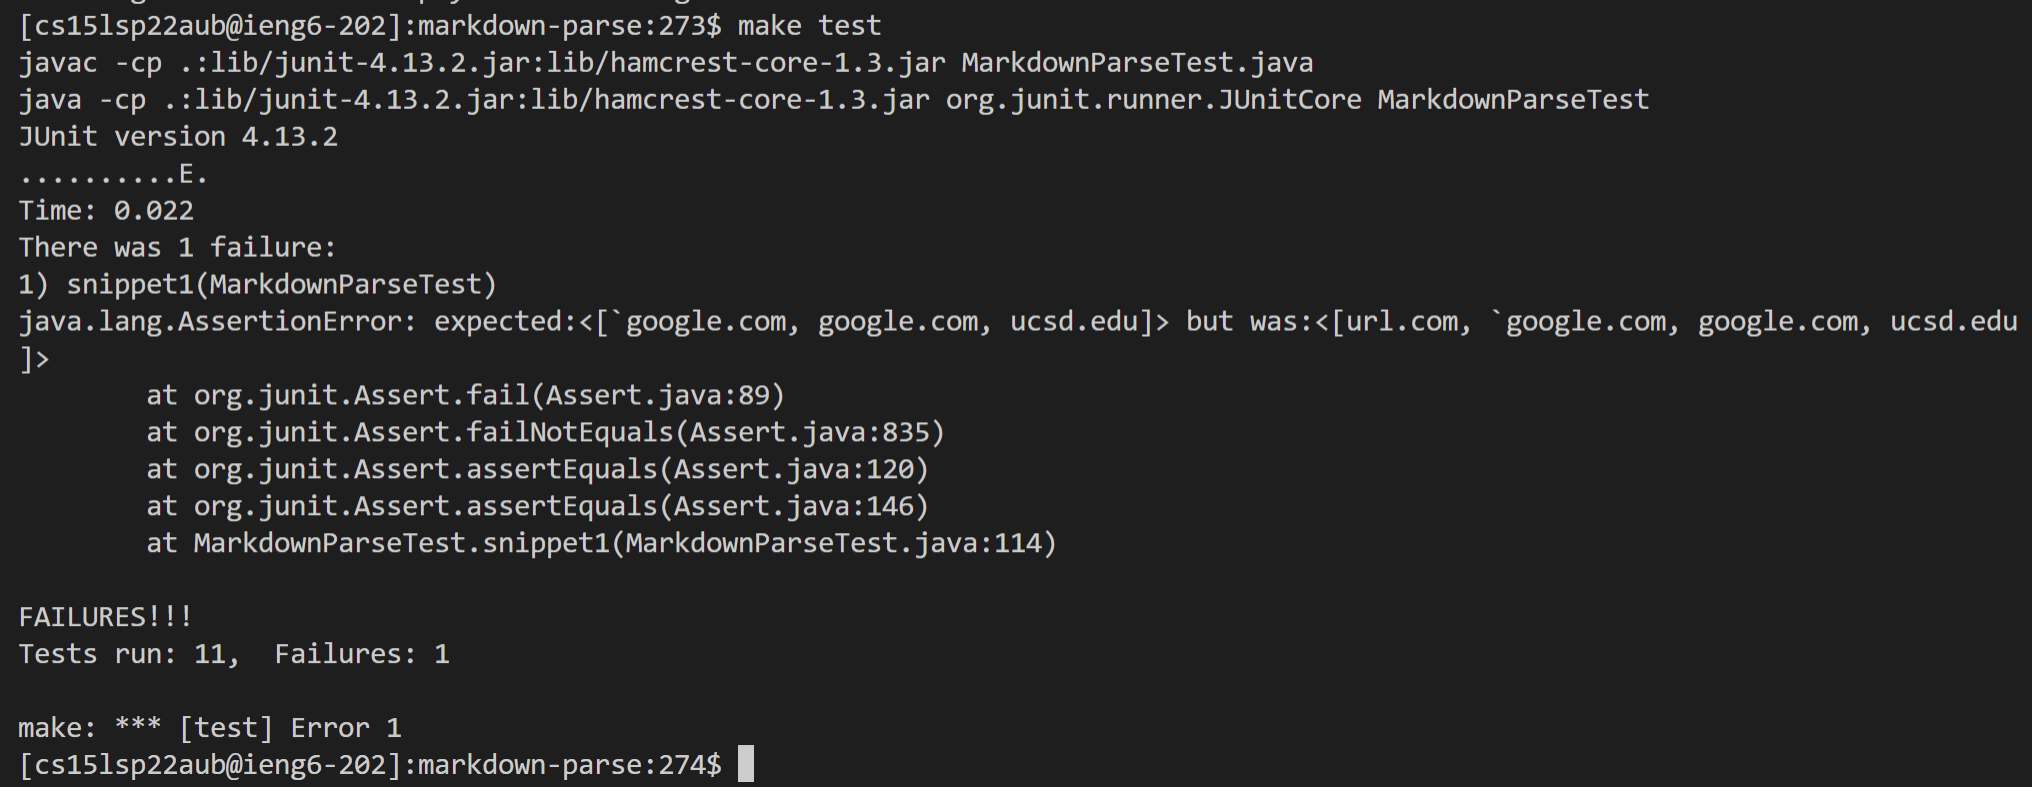 [cs15lsp22aub@ieng6-202]:markdown-parse:273$ make test
javac -cp .:lib/junit-4.13.2.jar:lib/hamcrest-core-1.3.jar MarkdownParseTest.java
java -cp .:lib/junit-4.13.2.jar:lib/hamcrest-core-1.3.jar org.junit.runner.JUnitCore MarkdownParseTest
JUnit version 4.13.2
..........E.
Time: 0.022
There was 1 failure:
1) snippet1(MarkdownParseTest)
java.lang.AssertionError: expected:<[`google.com, google.com, ucsd.edu]> but was:<[url.com, `google.com, google.com, ucsd.edu
]>
        at org.junit.Assert.fail(Assert.java:89)
        at org.junit.Assert.failNotEquals(Assert.java:835)
        at org.junit.Assert.assertEquals(Assert.java:120)
        at org.junit.Assert.assertEquals(Assert.java:146)
        at MarkdownParseTest.snippet1(MarkdownParseTest.java:114)

FAILURES!!!
Tests run: 11,  Failures: 1

make: *** [test] Error 1
[cs15lsp22aub@ieng6-202]:markdown-parse:274$